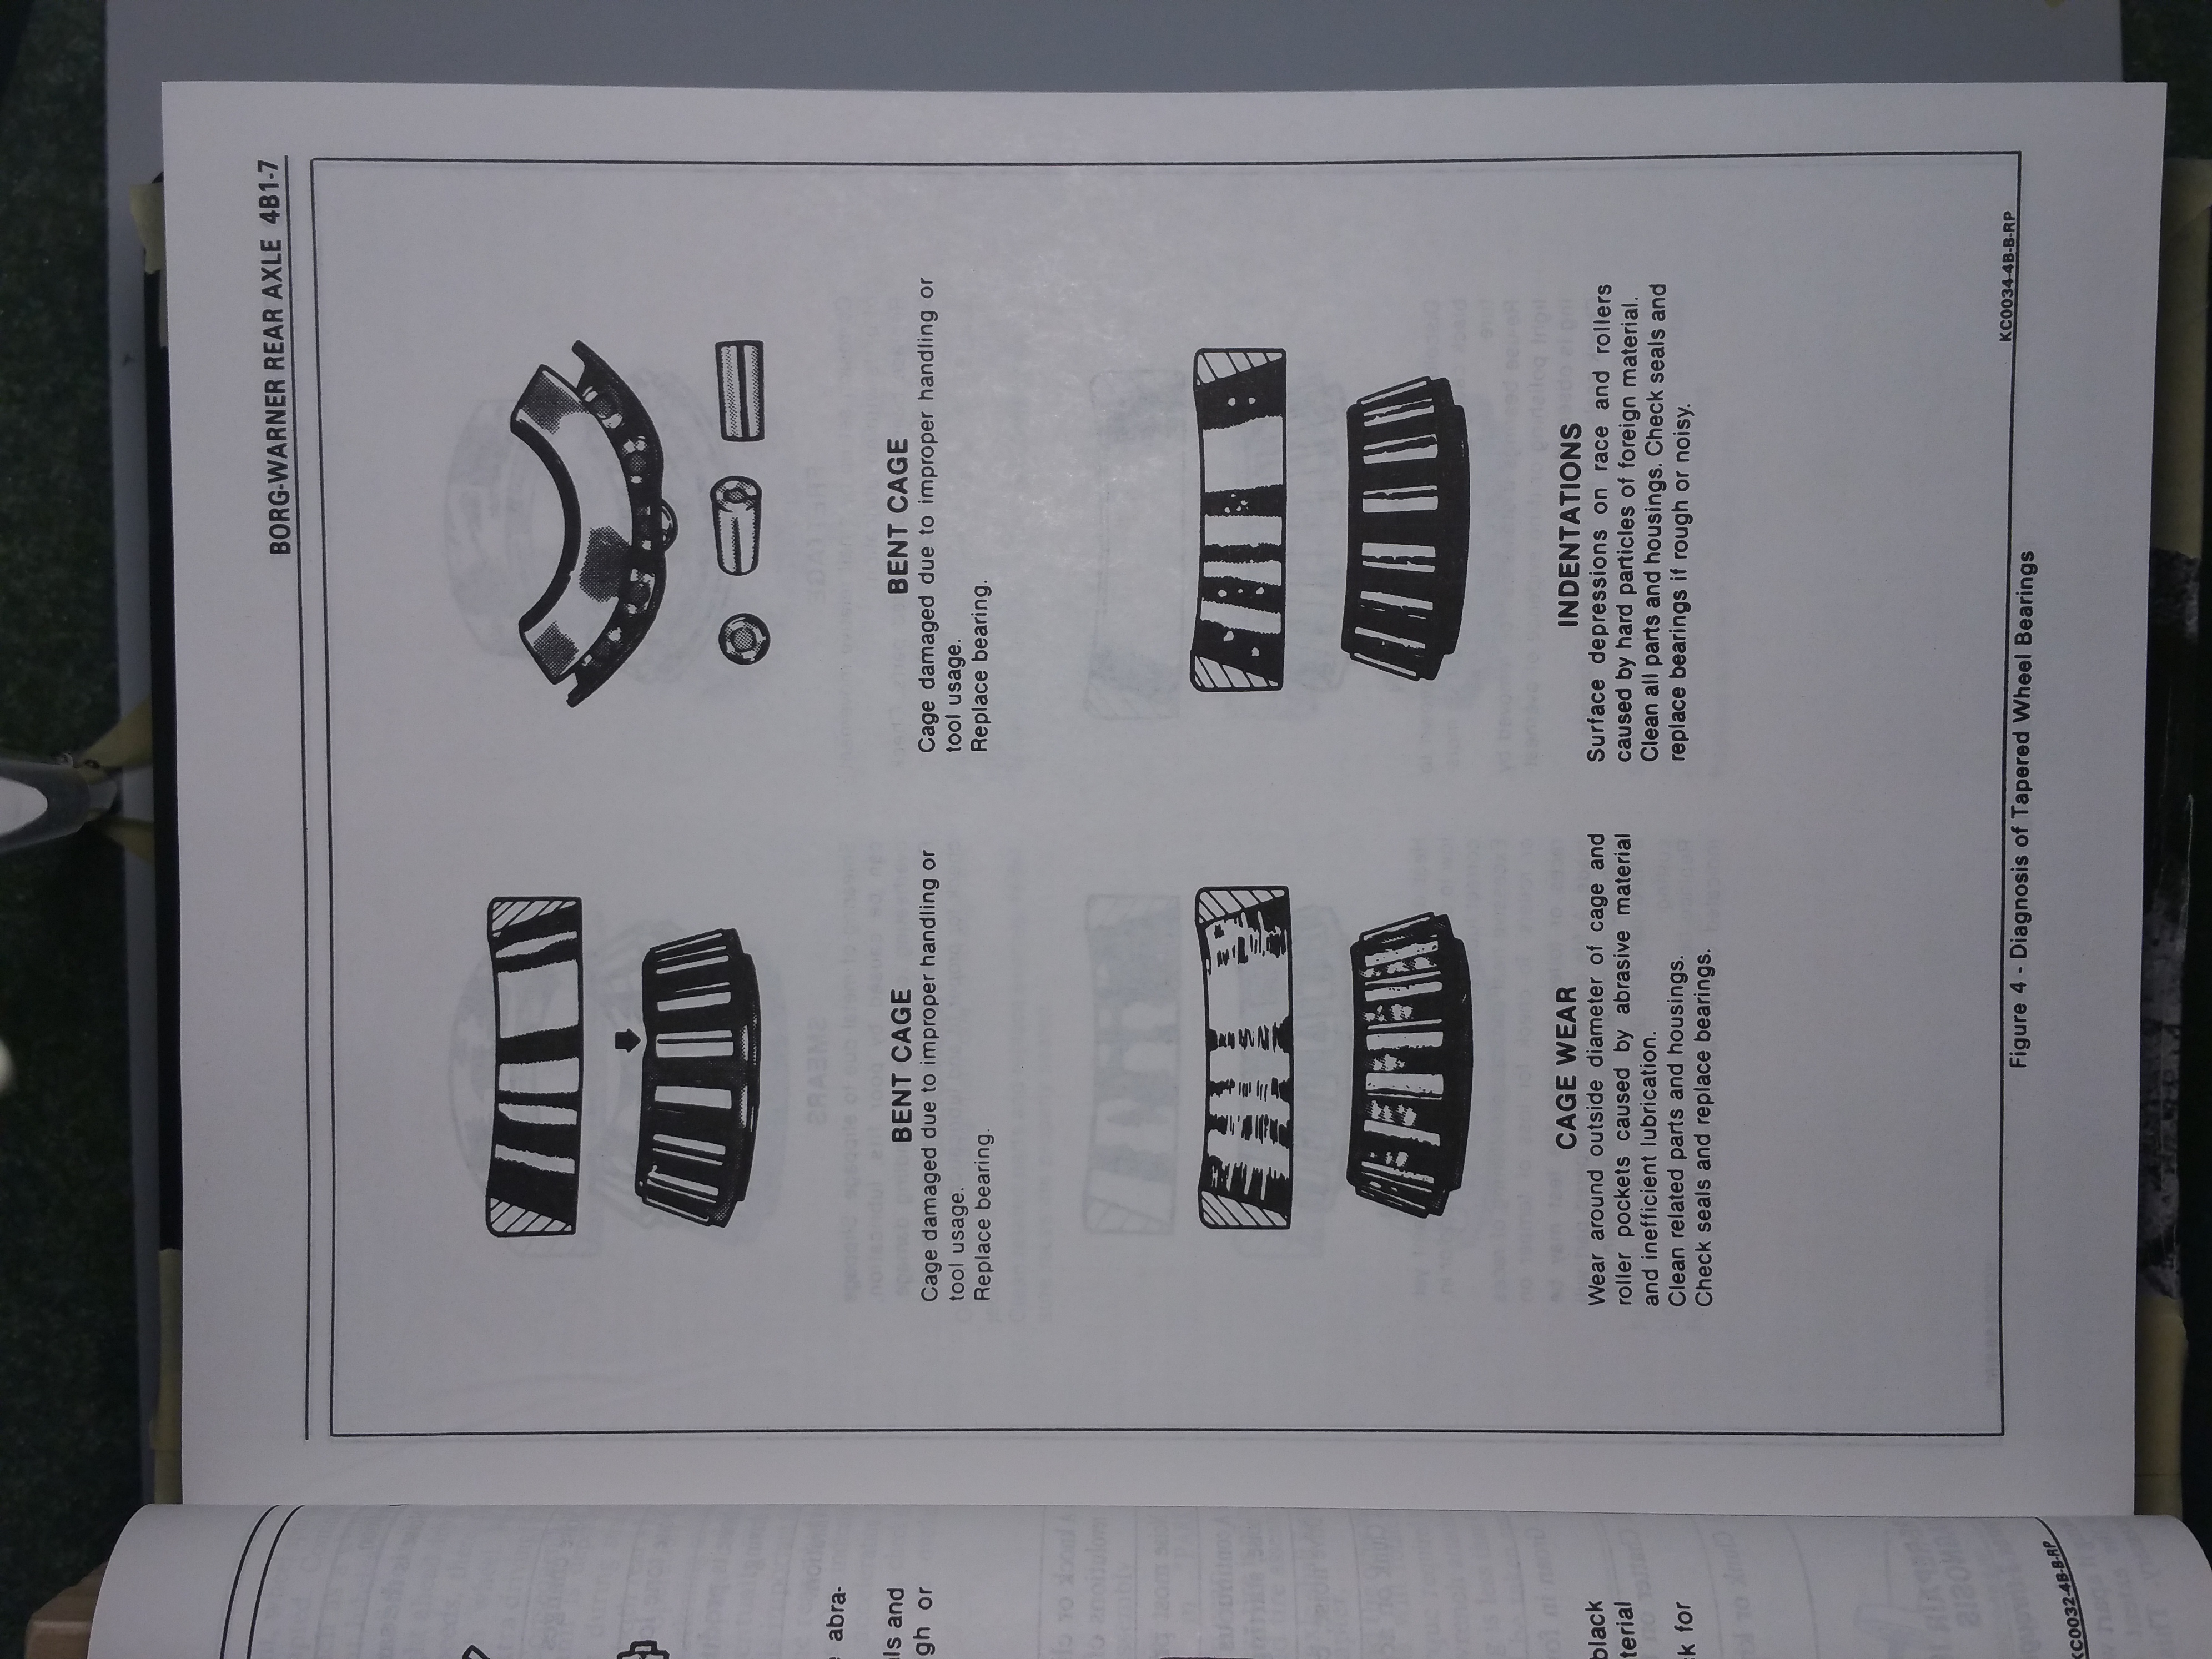 BORG-WARNER REAR AXLE 4B1-7
BENT CAGE
Cage damaged due to improper handling or
tool usage.
Replace bearing.
BENT CAGE
Cage damaged due to improper handling or
tool usage.
Replace bearing.
CAGE WEAR
Wear around outside diameter of cage and
roller pockets caused by abrasive material
and inefficient lubrication.
Clean related parts and housings.
Check seals and replace bearings.
INDENTATIONS
Surface depressions on race and rollers
caused by hard particles of foreign material.
Clean all parts and housings. Check seals and
replace bearings if rough or noisy.
KC0034-4B-B-RP
Figure 4 - Diagnosis of Tapered Wheel Bearings
abra-
ls and
gh or
black
terial
k for
KC0032-4B-B-RP